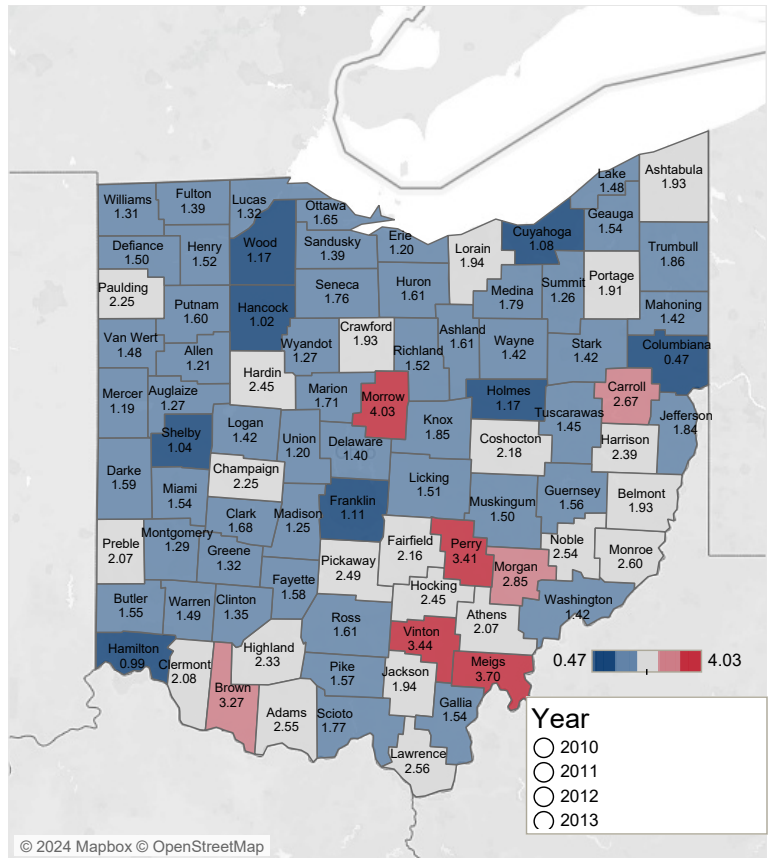 Ashtabula
1.93
Lake
1.48
Geauga
1.54
Cuyahoga
1.08
Williams
1.31
Fulton
1.39
Lucas
1.32
Ottawa
1.65
Wood
1.17
Sandusky
1.39
Erie
1.20
Lorain
1.94
Trumbull
1.86
Defiance
1.50
Henry
1.52
Paulding
2.25
Putnam
1.60
Hancock
1.02
Seneca
1.76
Huron
1.61
Medina
1.79
Summit
1.26
Portage
1.91
Mahoning
1.42
Van Wert
1.48
Allen
1.21
Wyandot
1.27
Crawford
1.93
Richland
1.52
Ashland
1.61
Wayne
1.42
Stark
1.42
Columbiana
0.47
Hardin
2.45
Mercer
1.19
Auglaize
1.27
Marion
1.71
Morrow
4.03
Holmes
1.17
Carroll
2.67
Tuscarawas
1.45
Jefferson
1.84
Shelby
1.04
Logan
1.42
Union
1.20
Delaware
1.40
Knox
1.85
Coshocton
2.18
Harrison
2.39
Darke
1.59
Miami
1.54
Champaign
2.25
Clark
1.68
Madison
1.25
Franklin
1.11
Licking
1.51
Muskingum
1.50
Guernsey
1.56
Belmont
1.93
Preble
2.07
Montgomery
1.29
Greene
1.32
Fayette
1.58
Pickaway
2.49
Fairfield
2.16
Perry
3.41
Morgan
2.85
Noble
2.54
Monroe
2.60
Butler
1.55
Warren
1.49
Clinton
1.35
Ross
1.61
Hocking
2.45
Athens
2.07
Washington
1.42
Hamilton
0.99
Clermont
2.08
Brown
3.27
Highland
2.33
Pike
1.57
Vinton
3.44
Jackson
1.94
Meigs
3.70
Adams
2.55
Scioto
1.77
Gallia
1.54
Lawrence
2.56
0.47 4.03
Year
2010
2011
2012
2013
© 2024 Mapbox © OpenStreetMap